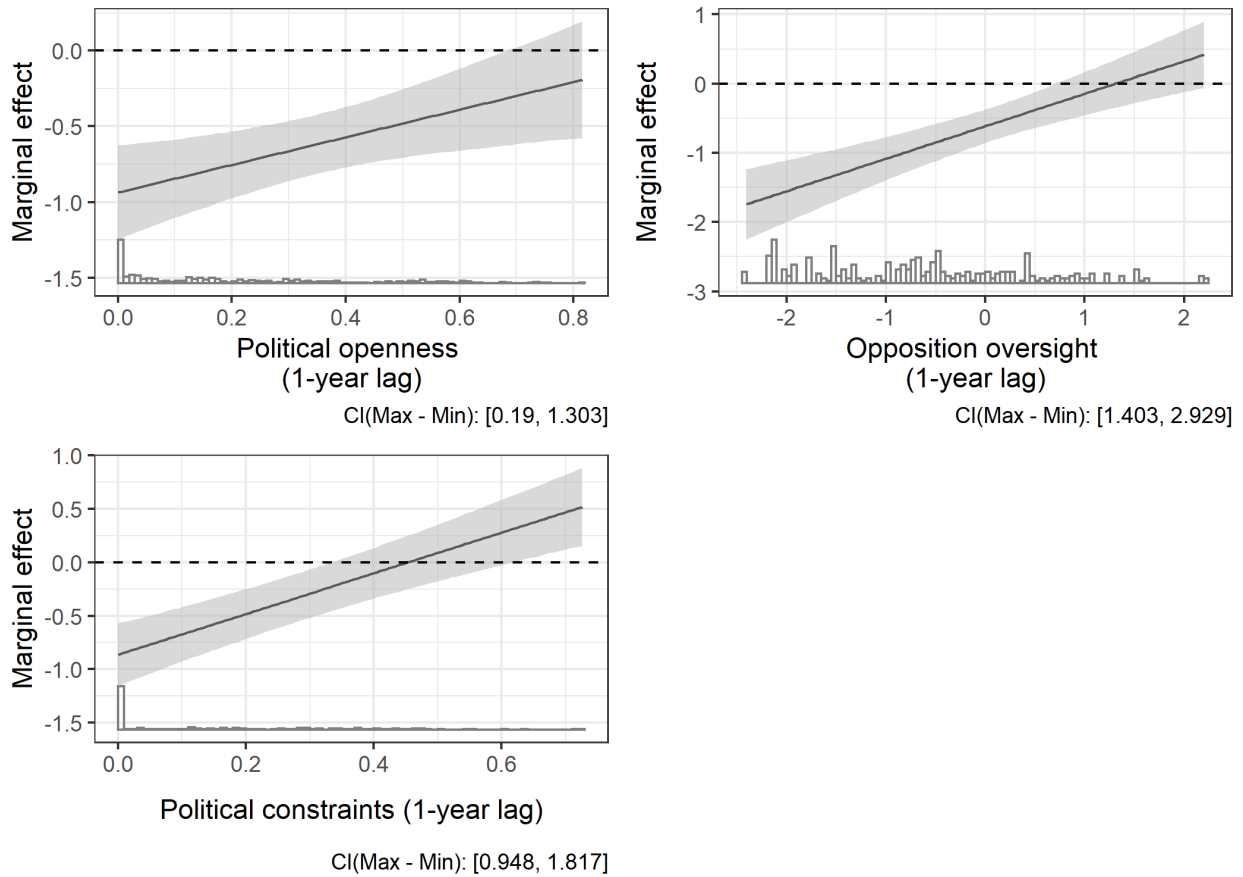 Marginal effect
0.0
-0.5
-1.0
-1.5
0.0 0.2 0.4 0.6 0.8
Political openness
(1-year lag)
CI(Max - Min): [0.19, 1.303]
Marginal effect
1
0
-1
-2
-3
-2 -1 0 1 2
Opposition oversight
(1-year lag)
CI(Max - Min): [1.403, 2.929]
Marginal effect
1.0
0.5
0.0
-0.5
-1.0
-1.5
0.0 0.2 0.4 0.6
Political constraints (1-year lag)
CI(Max - Min): [0.948, 1.817]